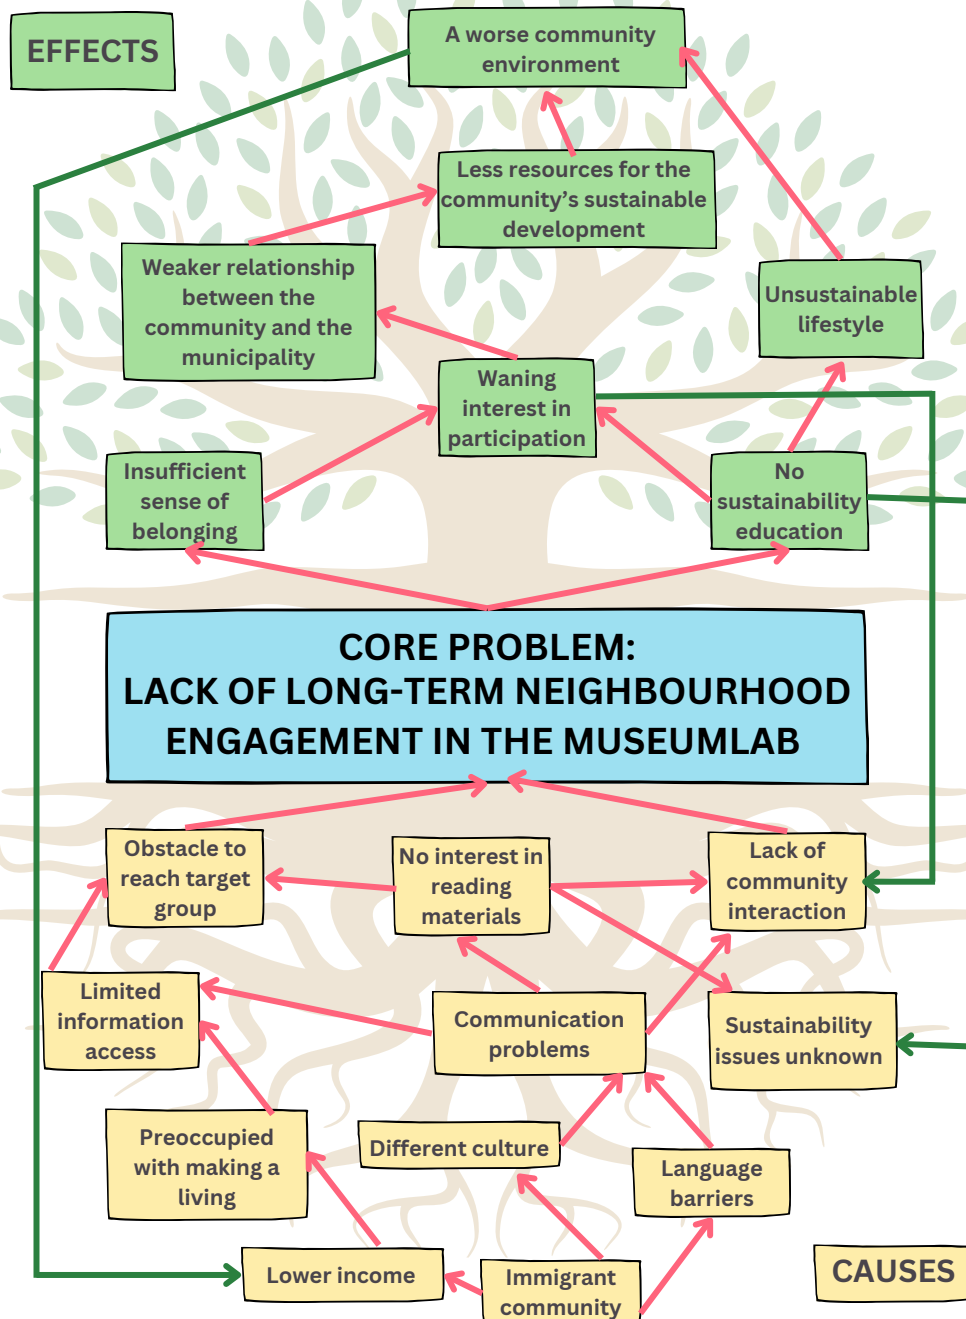 EFFECTS
A worse community
environment
Less resources for the
community’s sustainable
development
Weaker relationship
between the
community and the
municipality
Unsustainable
lifestyle
Waning
interest in
participation
Insufficient
sense of
belonging
No
sustainability
education
CORE PROBLEM:
LACK OF LONG-TERM NEIGHBOURHOOD
ENGAGEMENT IN THE MUSEUMLAB
Obstacle to
reach target
group
No interest in
reading
materials
Lack of
community
interaction
Limited
information
access
Communication
problems
Sustainability
issues unknown
Preoccupied
with making a
living
Different culture
Language
barriers
Lower income
Immigrant
community
CAUSES